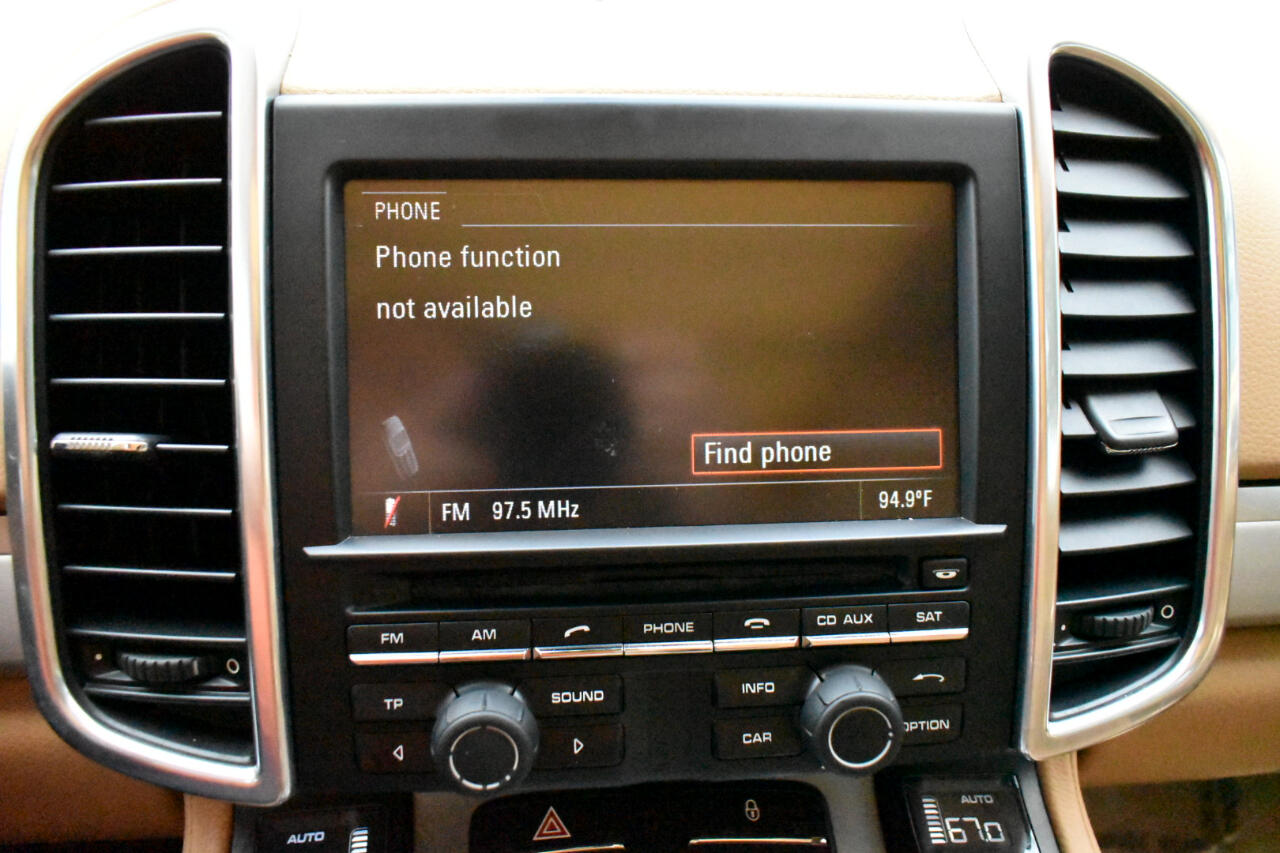 PHONE
Phone function
not available
Find phone
FM 97.5 MHz 94.9°F
FM AM PHONE CD AUX SAT
TP SOUND INFO
CAR OPTION
AUTO
AUTO
67.0